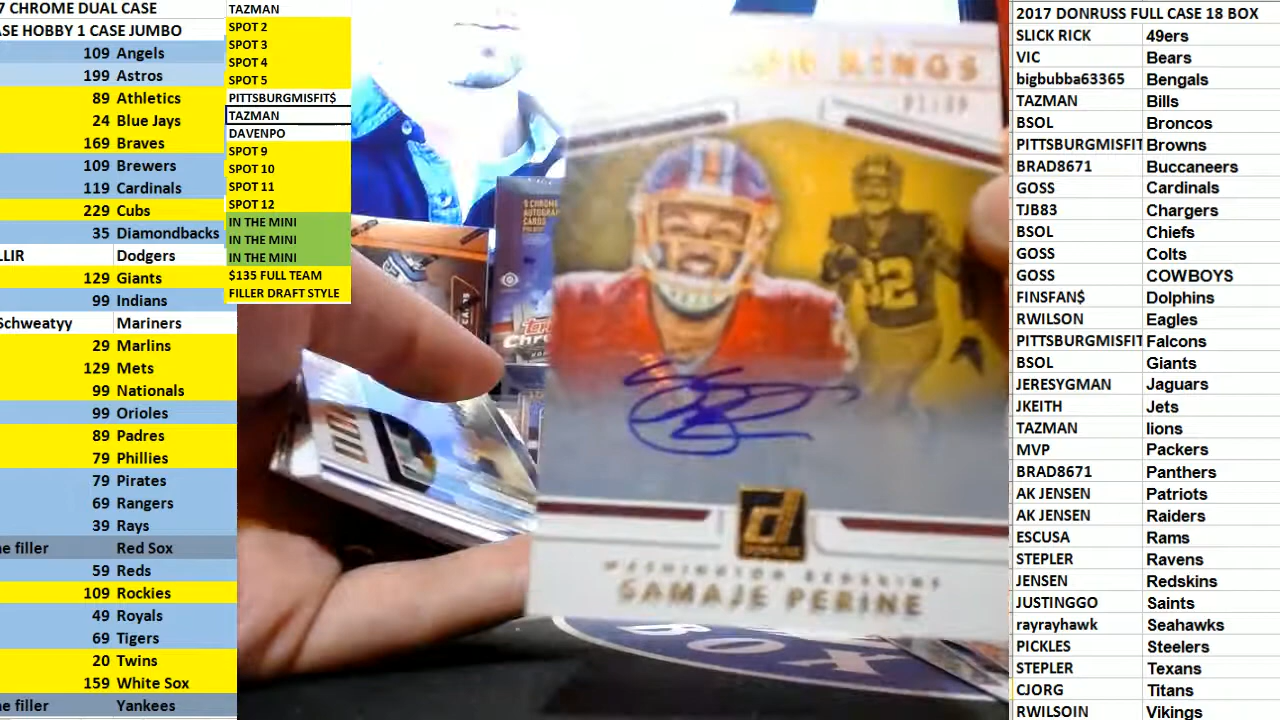 7 CHROME DUAL CASE
ASE HOBBY 1 CASE JUMBO
109 Angels
199 Astros
89 Athletics
24 Blue Jays
169 Braves
109 Brewers
119 Cardinals
229 Cubs
35 Diamondbacks
LLIR Dodgers
129 Giants
99 Indians
Schweatyy Mariners
29 Marlins
129 Mets
99 Nationals
99 Orioles
89 Padres
79 Phillies
79 Pirates
69 Rangers
39 Rays
ne filler Red Sox
59 Reds
109 Rockies
49 Royals
69 Tigers
20 Twins
159 White Sox
ne filler Yankees
TAZMAN
SPOT 2
SPOT 3
SPOT 4
SPOT 5
PITTSBURGMISFIT$
TAZMAN
DAVENPO
SPOT 9
SPOT 10
SPOT 11
SPOT 12
IN THE MINI
IN THE MINI
IN THE MINI
$135 FULL TEAM
FILLER DRAFT STYLE
KINGS
32
WASHINGTON REDSKINS
SAMAJE PERINE
BOX
2017 DONRUSS FULL CASE 18 BOX
SLICK RICK 49ers
VIC Bears
bigbubba63365 Bengals
TAZMAN Bills
BSOL Broncos
PITTSBURGMISFIT Browns
BRAD8671 Buccaneers
GOSS Cardinals
TJB83 Chargers
BSOL Chiefs
GOSS Colts
GOSS COWBOYS
FINSFAN$ Dolphins
RWILSON Eagles
PITTSBURGMISFIT Falcons
BSOL Giants
JERESYGMAN Jaguars
JKEITH Jets
TAZMAN lions
MVP Packers
BRAD8671 Panthers
AK JENSEN Patriots
AK JENSEN Raiders
ESCUSA Rams
STEPLER Ravens
JENSEN Redskins
JUSTINGGO Saints
rayrayhawk Seahawks
PICKLES Steelers
STEPLER Texans
CJORG Titans
RWILSOIN Vikings